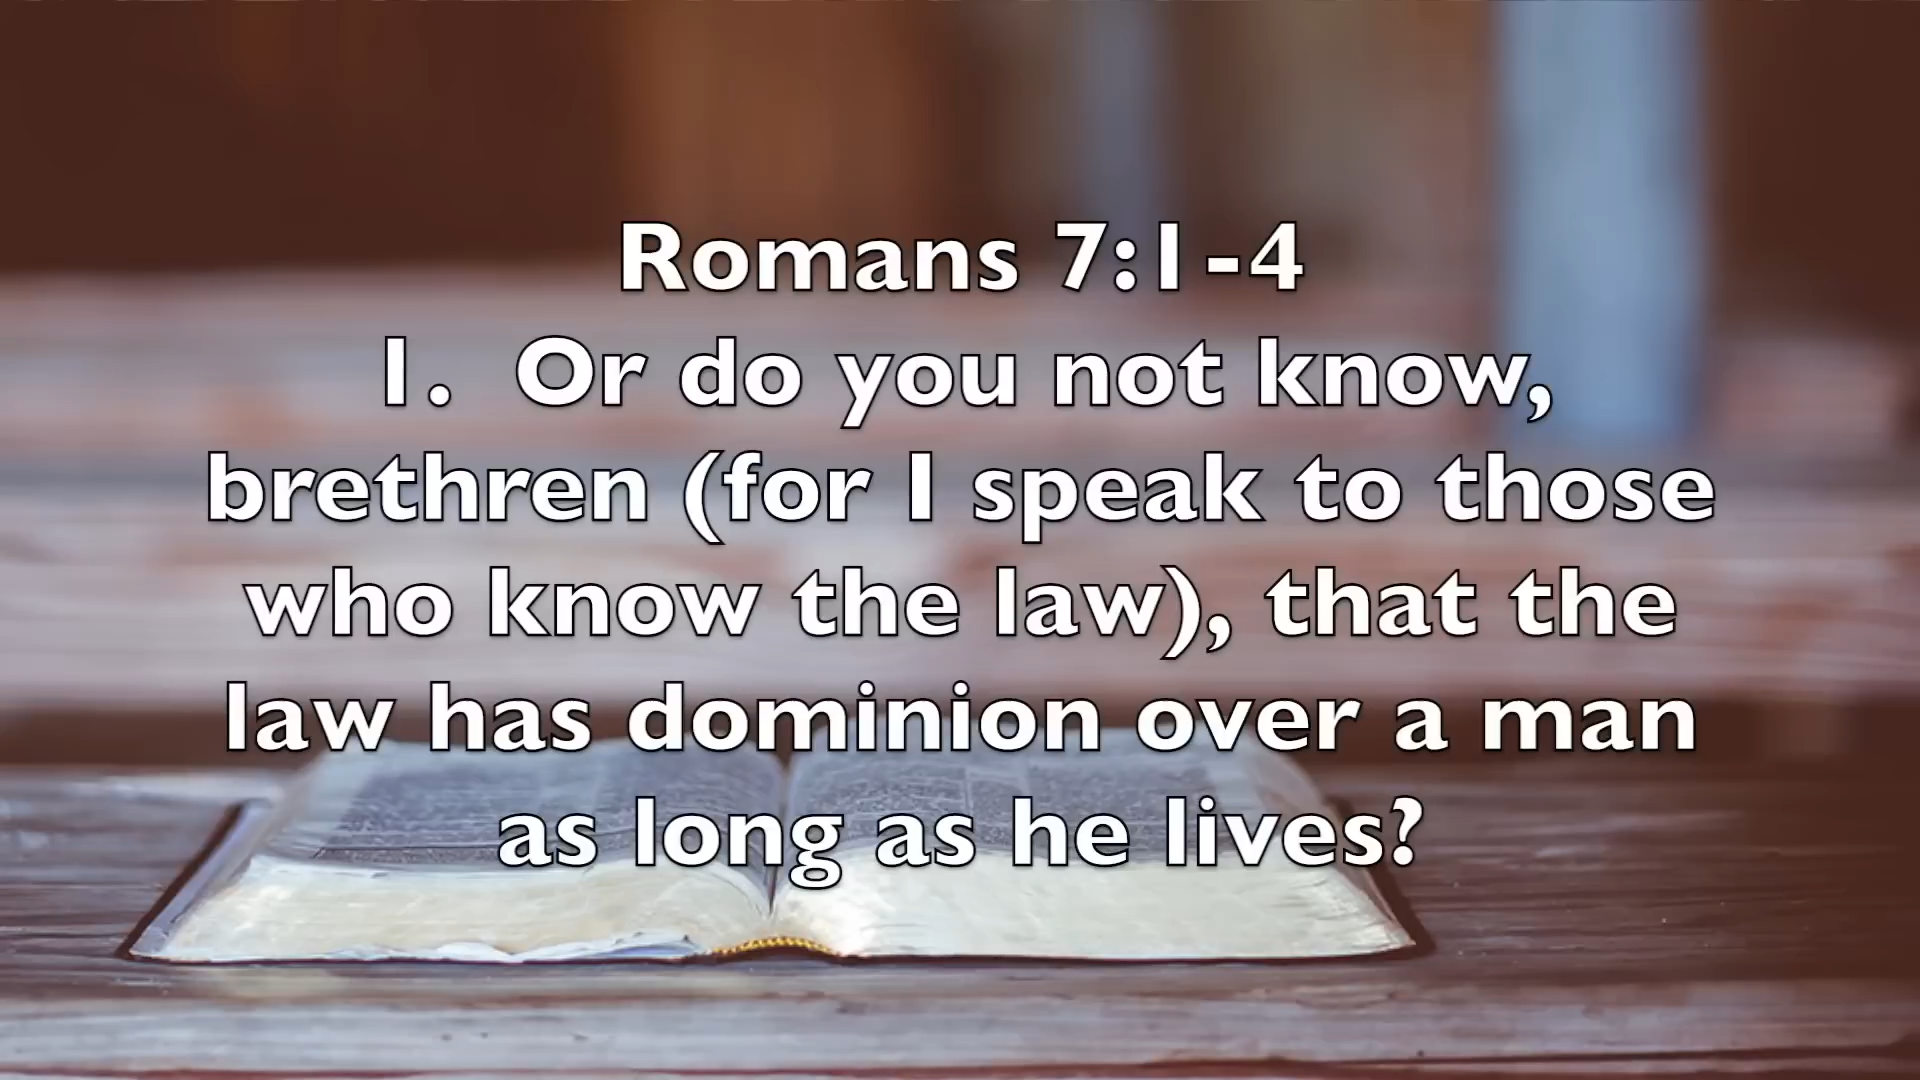 Romans 7:1-4
1. Or do you not know,
brethren (for I speak to those
who know the law), that the
law has dominion over a man
as long as he lives?